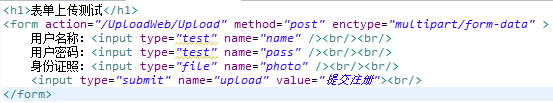 <h1>表单上传测试</h1>
<form action="/UploadWeb/Upload" method="post" enctype="multipart/form-data" >
用户名称：<input type="test" name="name" /><br/><br/>
用户密码：<input type="test" name="pass" /><br/><br/>
身份证照：<input type="file" name="photo" /><br/><br/>
<input type="submit" name="upload" value="提交注册"><br/>
</form>